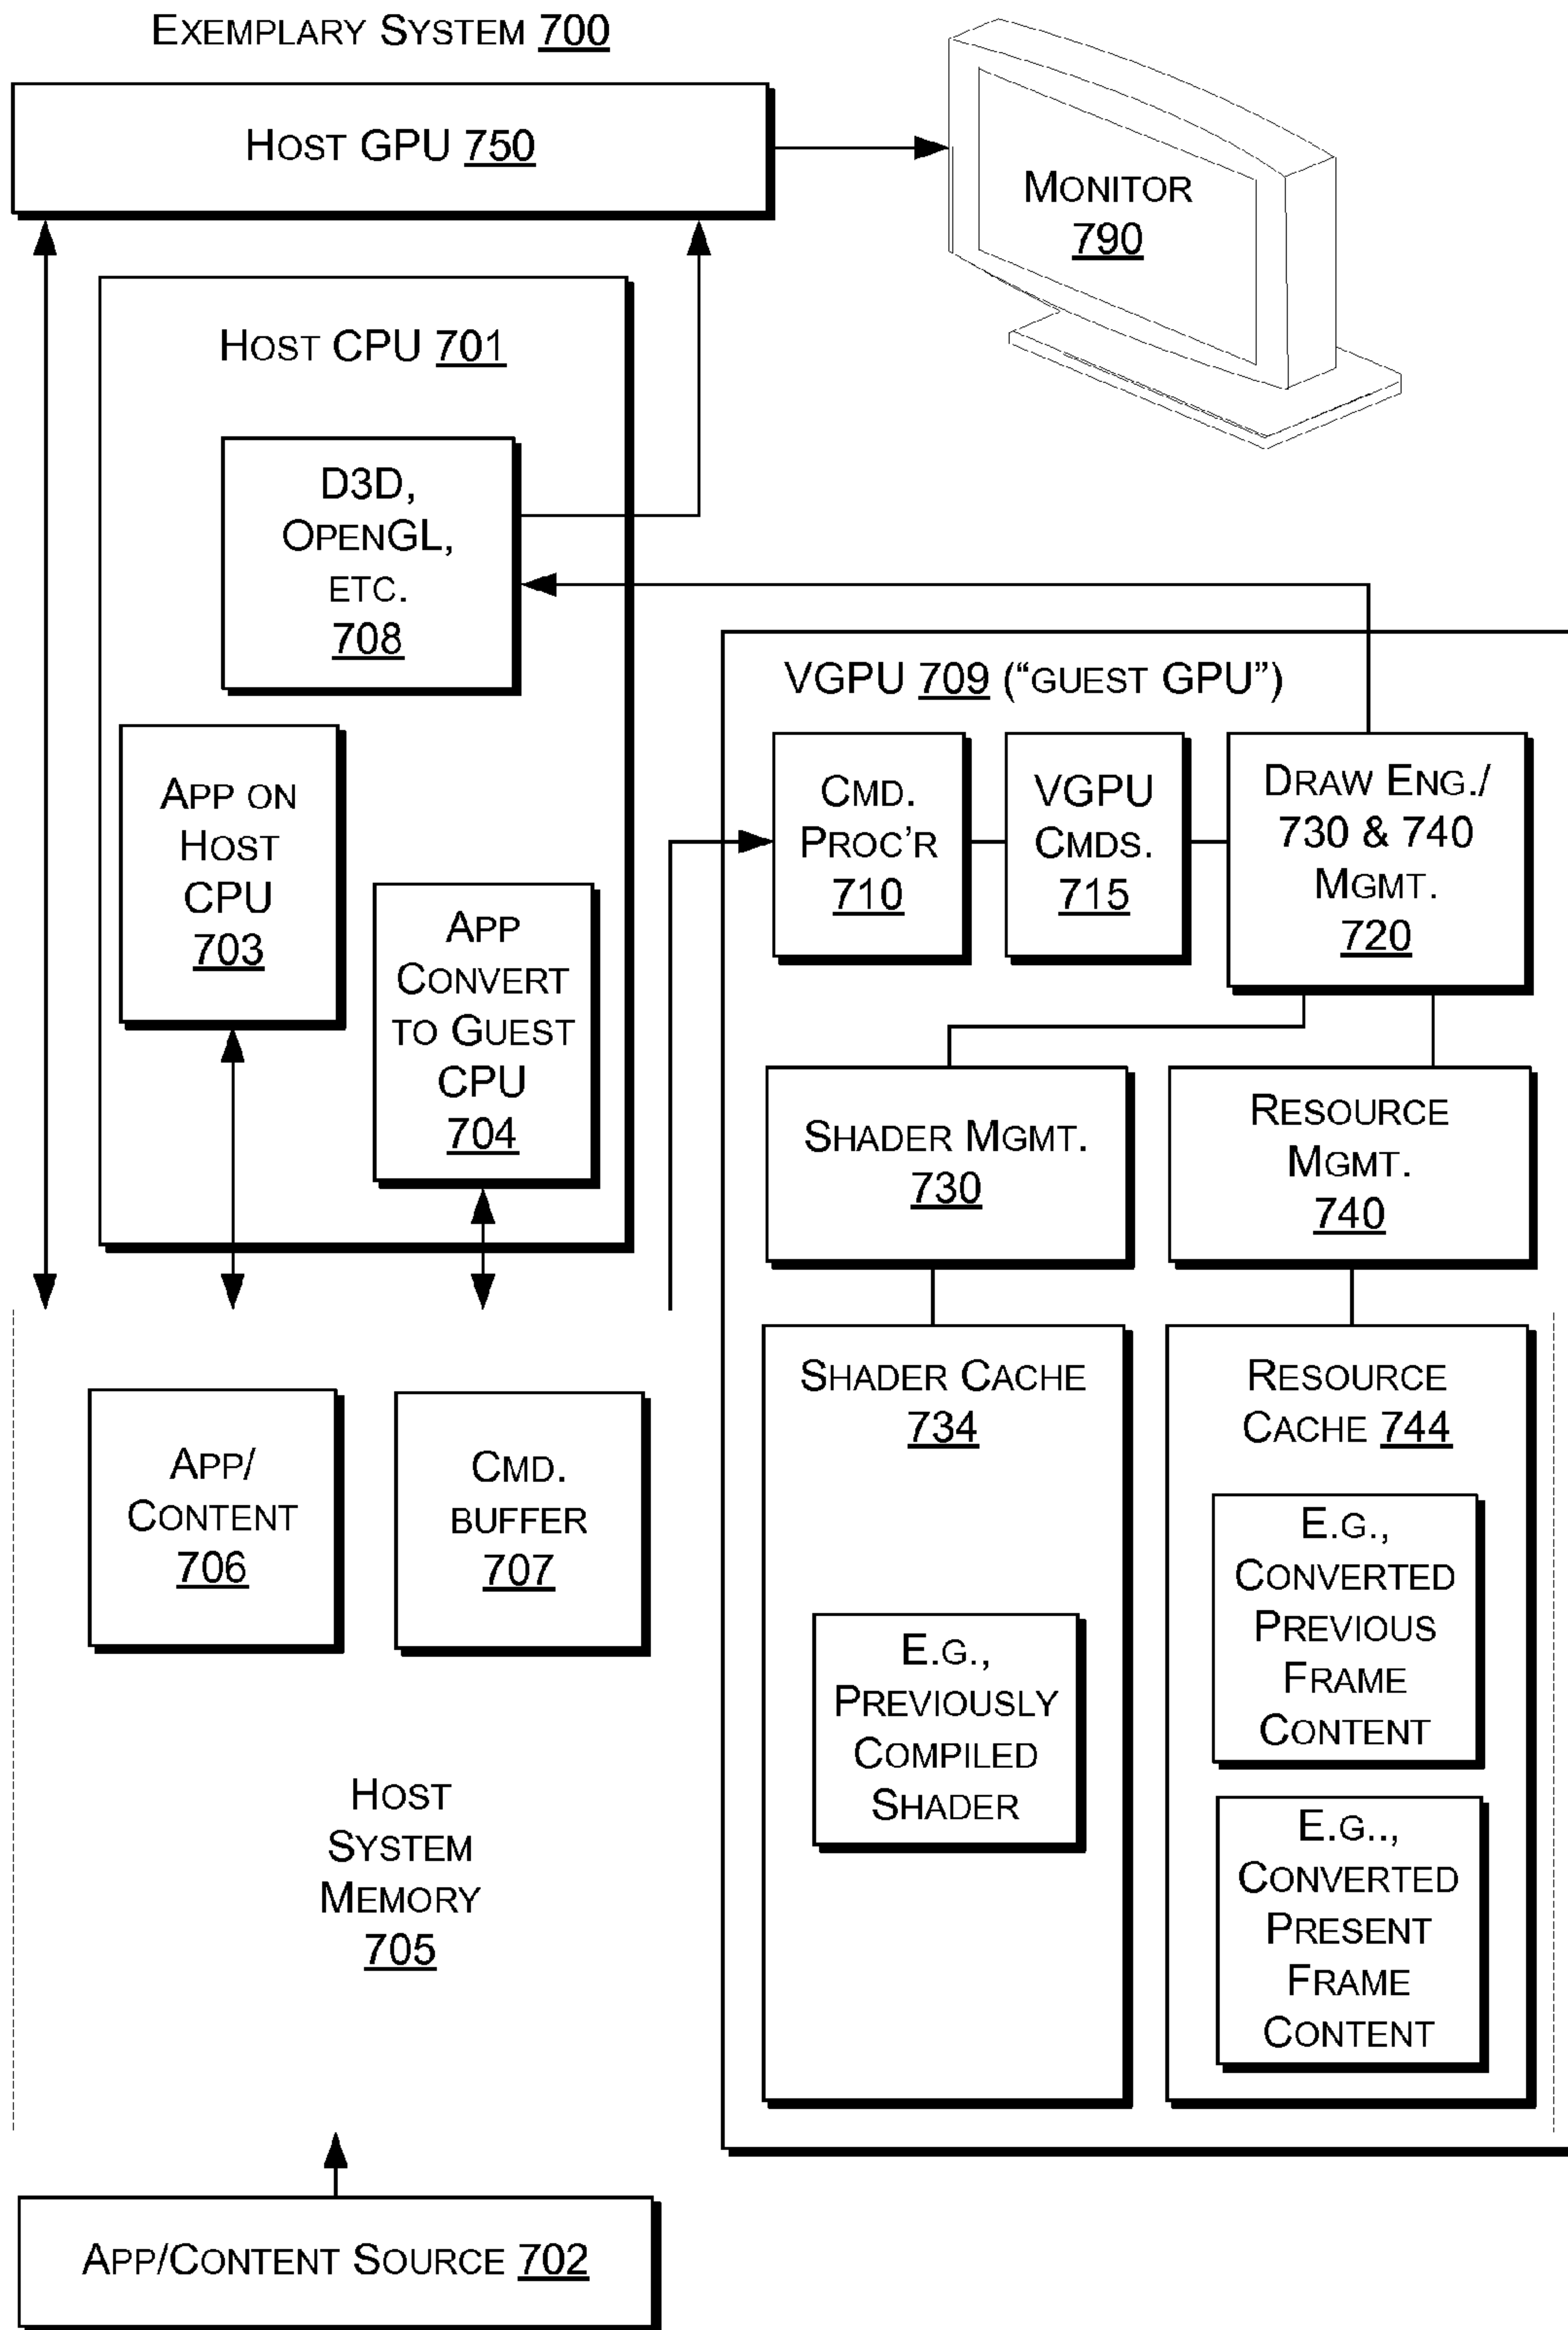 EXEMPLARY SYSTEM 700
HOST GPU 750
MONITOR
790
HOST CPU 701
D3D,
OPENGL,
ETC.
708
APP ON
HOST
CPU
703
APP
CONVERT
TO GUEST
CPU
704
VGPU 709 (“GUEST GPU”)
CMD.
PROC’R
710
VGPU
CMDS.
715
DRAW ENG./
730 & 740
MGMT.
720
SHADER MGMT.
730
RESOURCE
MGMT.
740
APP/
CONTENT
706
CMD.
BUFFER
707
HOST
SYSTEM
MEMORY
705
SHADER CACHE
734
E.G.,
PREVIOUSLY
COMPILED
SHADER
RESOURCE
CACHE 744
E.G.,
CONVERTED
PREVIOUS
FRAME
CONTENT
E.G..,
CONVERTED
PRESENT
FRAME
CONTENT
APP/CONTENT SOURCE 702